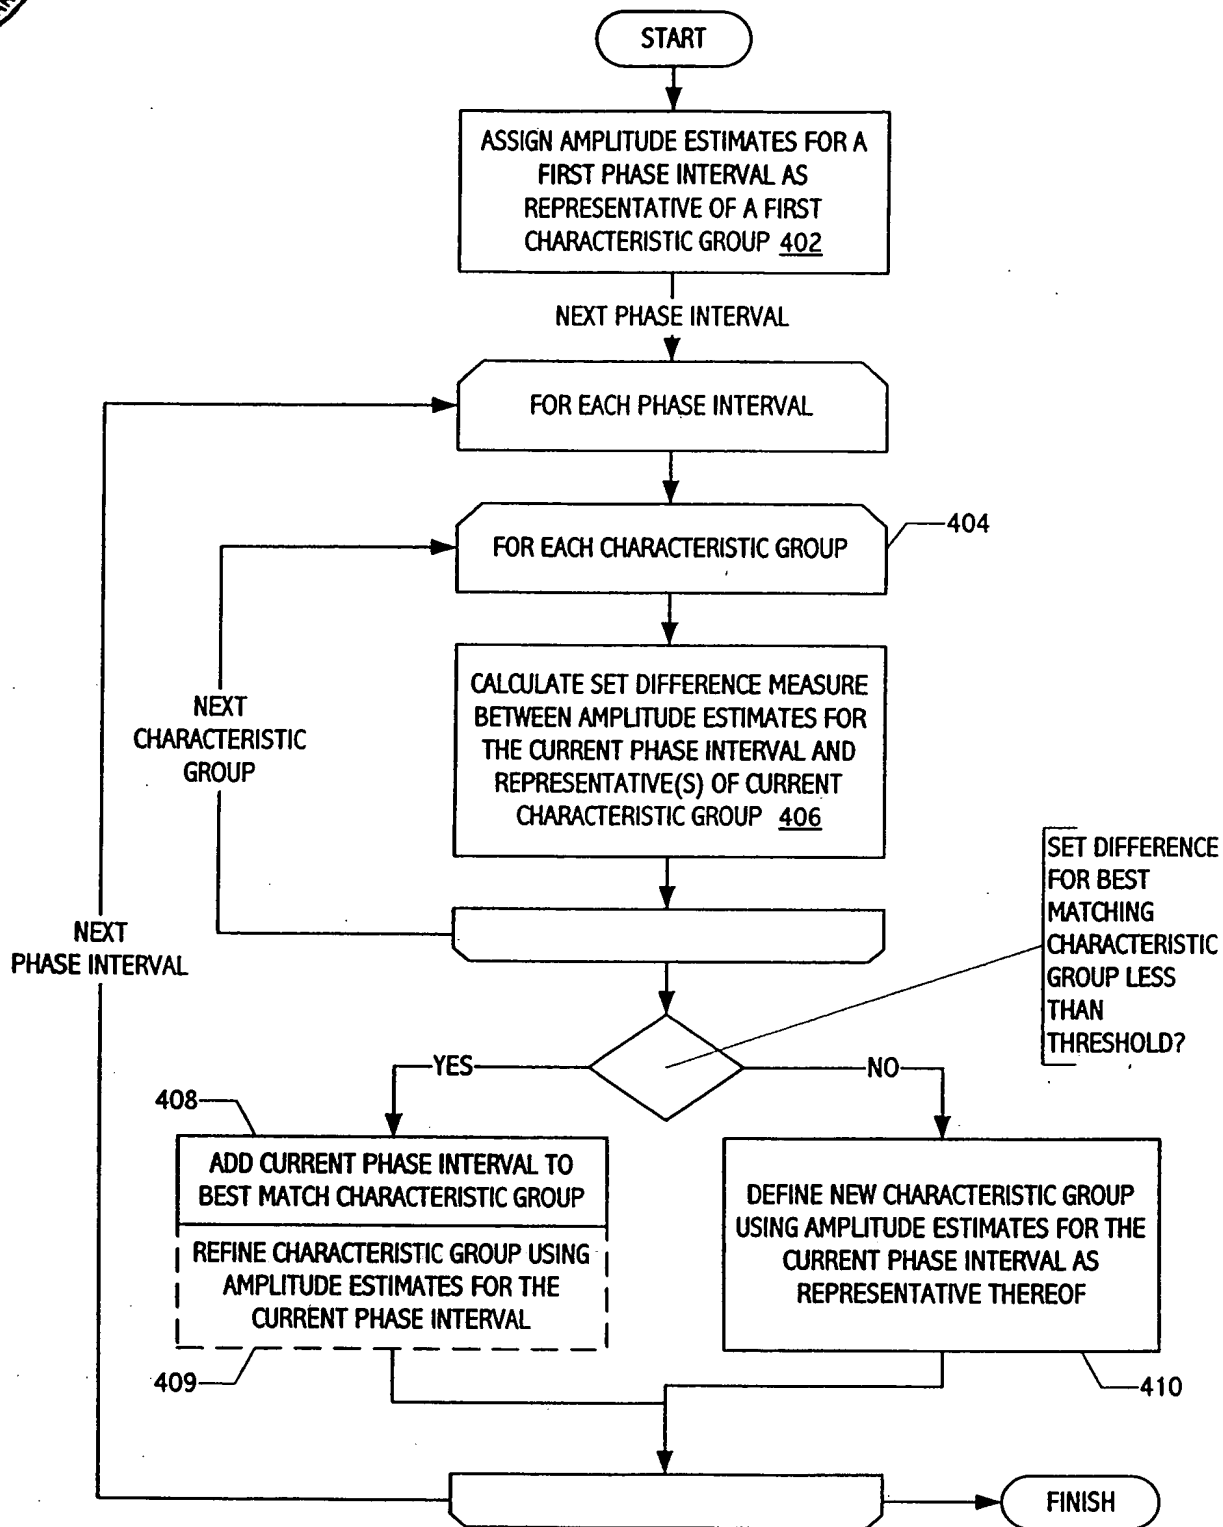 START
ASSIGN AMPLITUDE ESTIMATES FOR A
FIRST PHASE INTERVAL AS
REPRESENTATIVE OF A FIRST
CHARACTERISTIC GROUP 402
NEXT PHASE INTERVAL
FOR EACH PHASE INTERVAL
FOR EACH CHARACTERISTIC GROUP
404
CALCULATE SET DIFFERENCE MEASURE
BETWEEN AMPLITUDE ESTIMATES FOR
THE CURRENT PHASE INTERVAL AND
REPRESENTATIVE(S) OF CURRENT
CHARACTERISTIC GROUP 406
NEXT
CHARACTERISTIC
GROUP
NEXT
PHASE INTERVAL
SET DIFFERENCE
FOR BEST
MATCHING
CHARACTERISTIC
GROUP LESS
THAN
THRESHOLD?
YES
NO
408
ADD CURRENT PHASE INTERVAL TO
BEST MATCH CHARACTERISTIC GROUP
REFINE CHARACTERISTIC GROUP USING
AMPLITUDE ESTIMATES FOR THE
CURRENT PHASE INTERVAL
409
DEFINE NEW CHARACTERISTIC GROUP
USING AMPLITUDE ESTIMATES FOR THE
CURRENT PHASE INTERVAL AS
REPRESENTATIVE THEREOF
410
FINISH